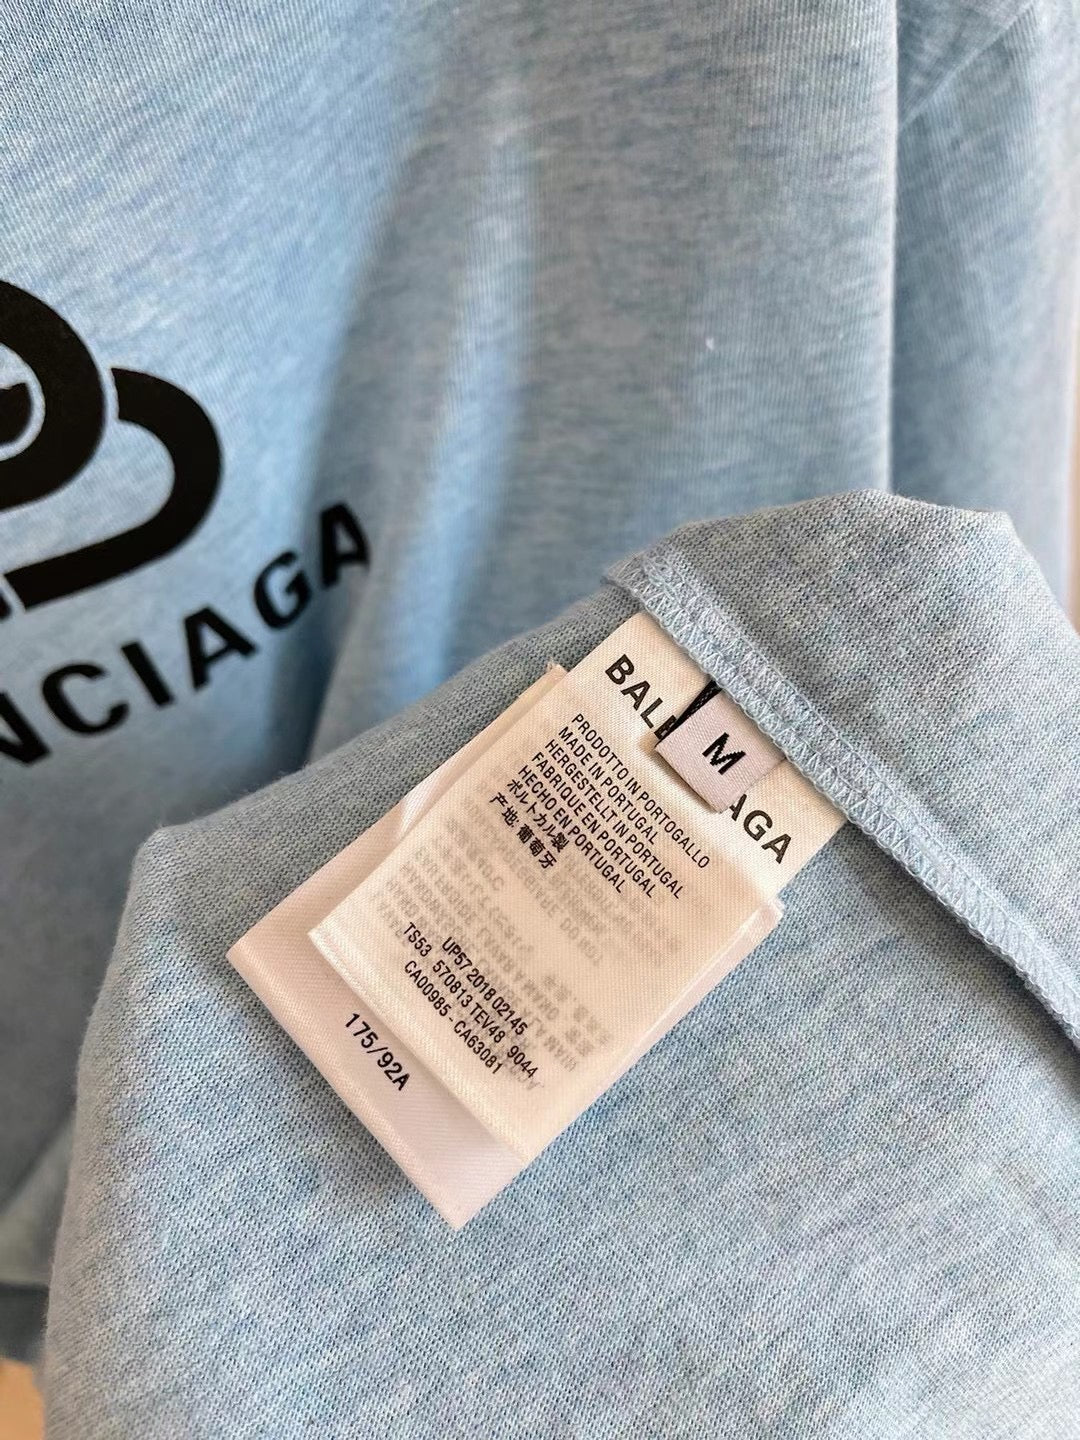 NCIAGA
BALE
AGA
M
PRODOTTO IN PORTOGALLO
MADE IN PORTUGAL
HERGESTELLT IN PORTUGAL
FABRIQUE EN PORTUGAL
HECHO EN PORTUGAL
ポルトガル製
产地:葡萄牙
UP57 2018 02145
TS53 570813 TEV48 9044
CA00985 - CA63081
175/92A